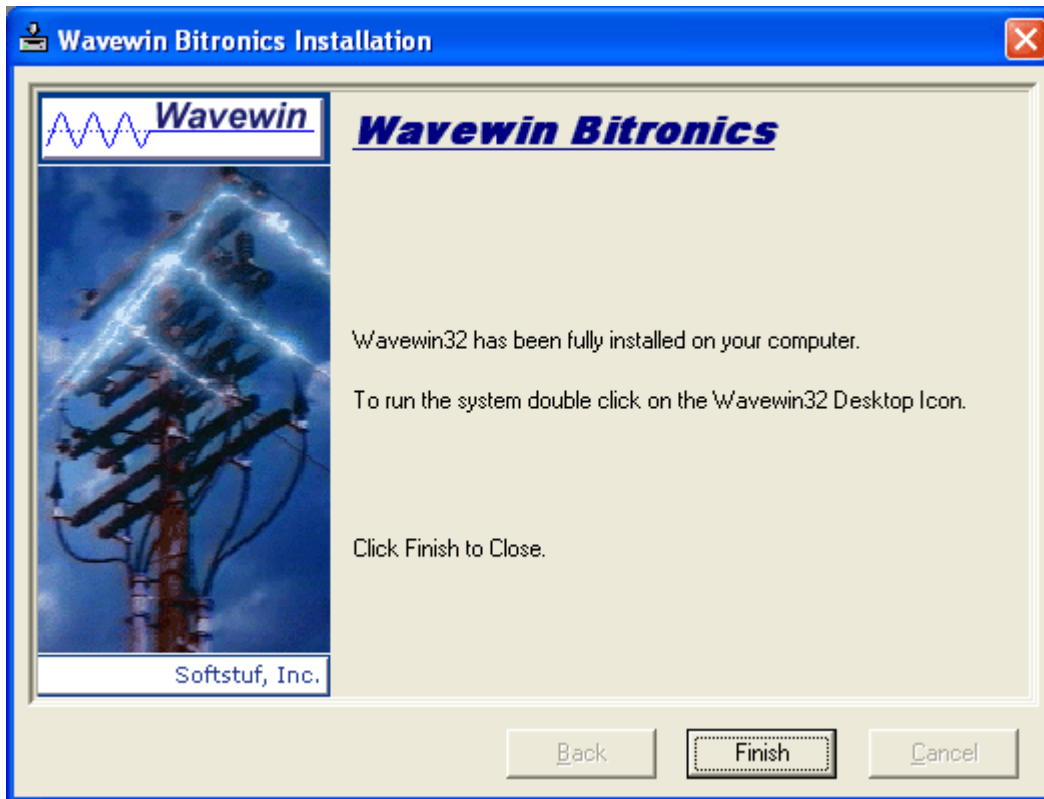 Wavewin Bitronics Installation
Wavewin
Wavewin Bitronics
Wavewin32 has been fully installed on your computer.
To run the system double click on the Wavewin32 Desktop Icon.
Click Finish to Close.
Softstuf, Inc.
Back
Finish
Cancel